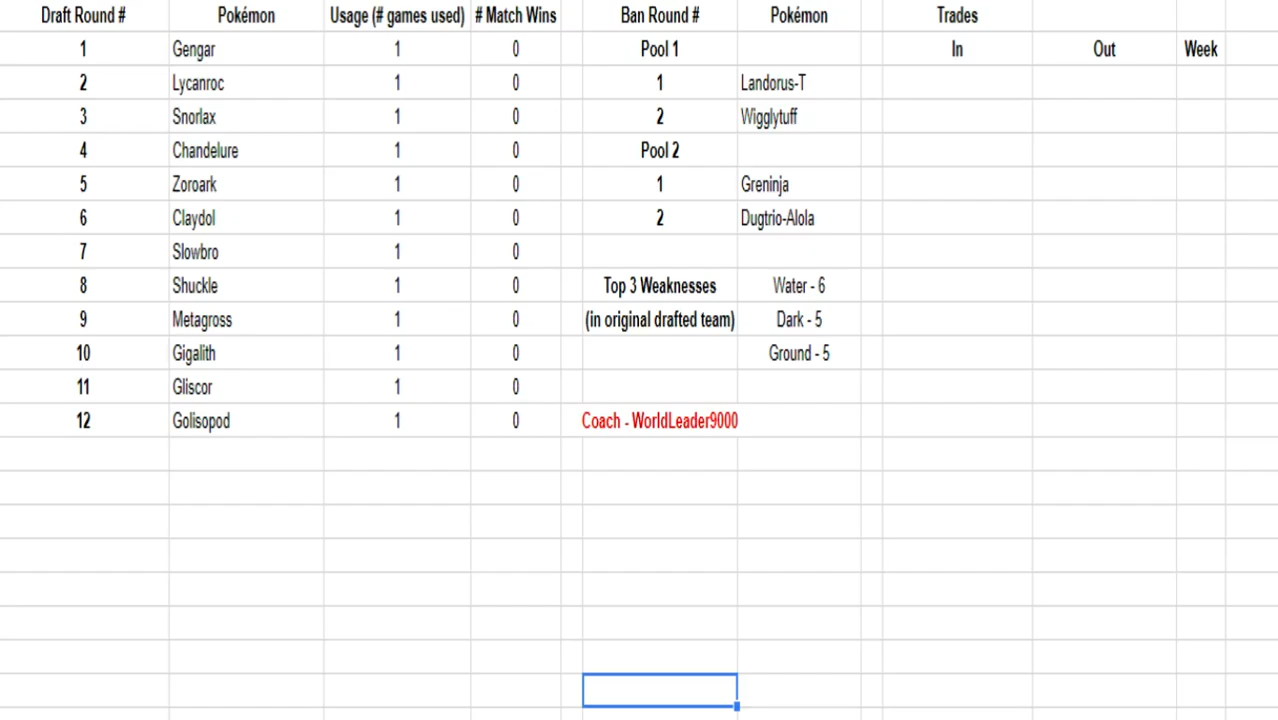 Draft Round # Pokémon Usage (# games used) # Match Wins Ban Round # Pokémon Trades
1 Gengar 1 0 Pool 1 In Out Week
2 Lycanroc 1 0 1 Landorus-T
3 Snorlax 1 0 2 Wigglytuff
4 Chandelure 1 0 Pool 2
5 Zoroark 1 0 1 Greninja
6 Claydol 1 0 2 Dugtrio-Alola
7 Slowbro 1 0
8 Shuckle 1 0 Top 3 Weaknesses Water - 6
9 Metagross 1 0 (in original drafted team) Dark - 5
10 Gigalith 1 0 Ground - 5
11 Gliscor 1 0
12 Golisopod 1 0 Coach - WorldLeader9000